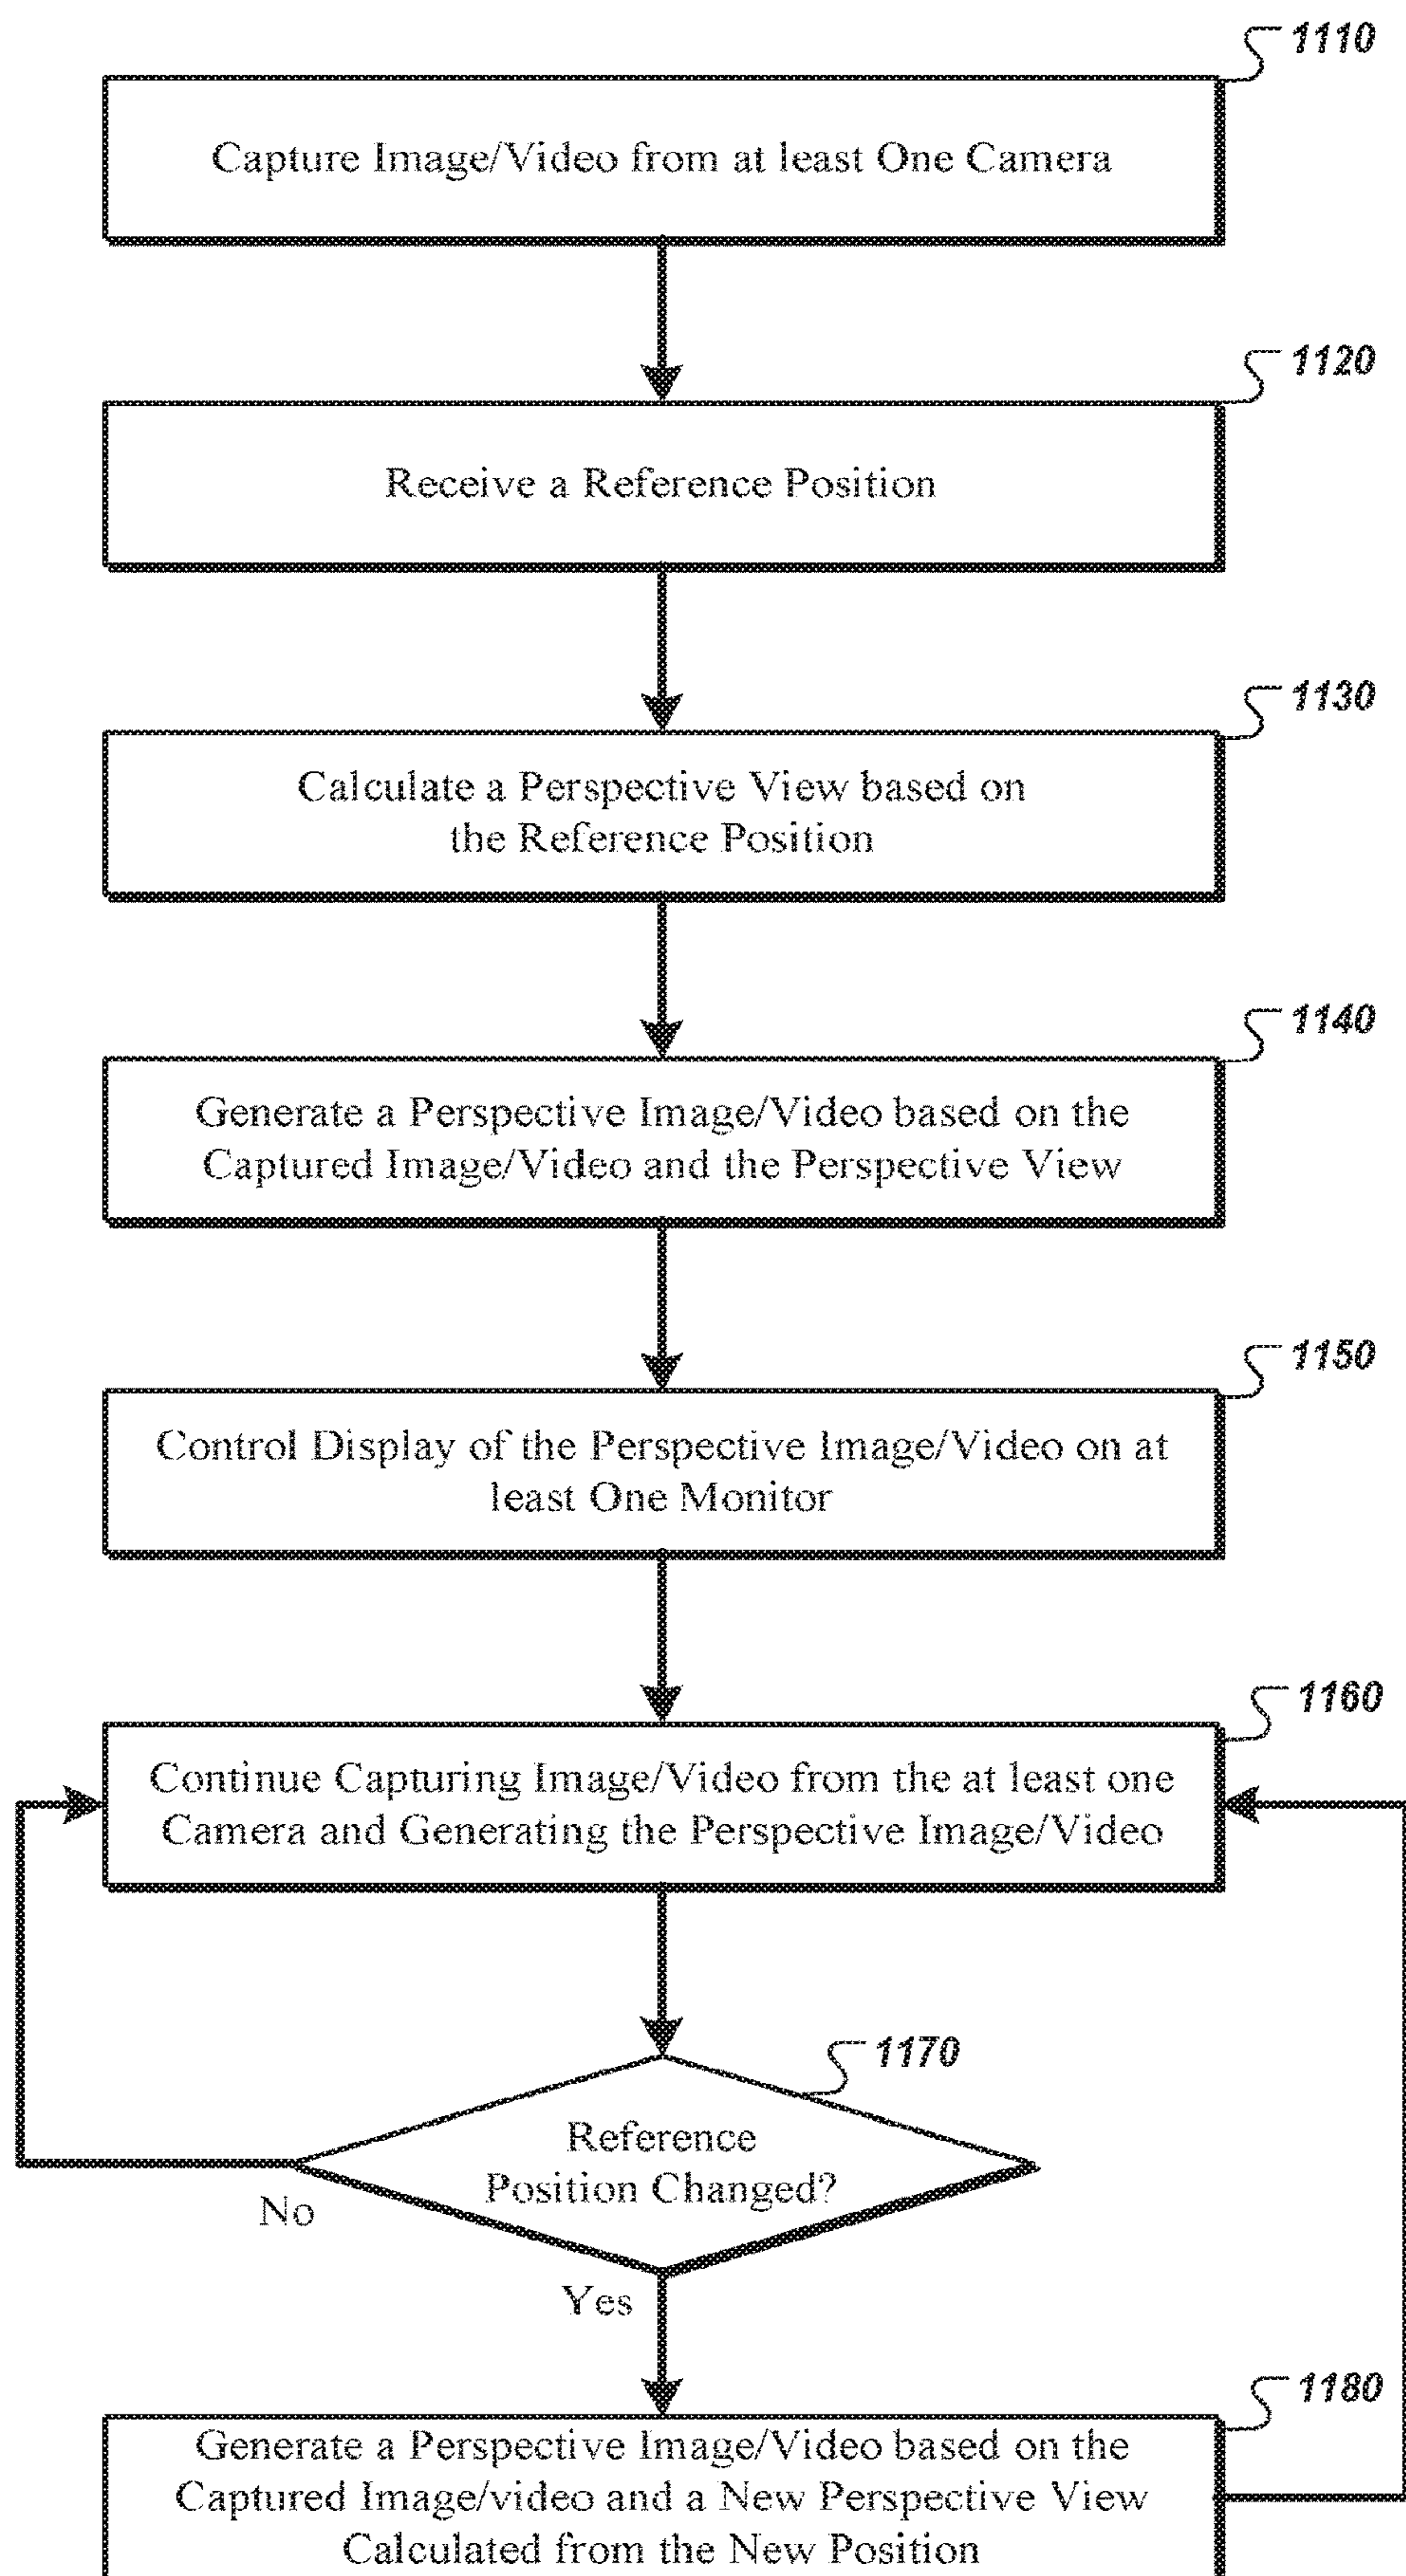 1110
Capture Image/Video from at least One Camera
1120
Receive a Reference Position
1130
Calculate a Perspective View based on
the Reference Position
1140
Generate a Perspective Image/Video based on the
Captured Image/Video and the Perspective View
1150
Control Display of the Perspective Image/Video on at
least One Monitor
1160
Continue Capturing Image/Video from the at least one
Camera and Generating the Perspective Image/Video
1170
Reference
Position Changed?
No
Yes
1180
Generate a Perspective Image/Video based on the
Captured Image/video and a New Perspective View
Calculated from the New Position